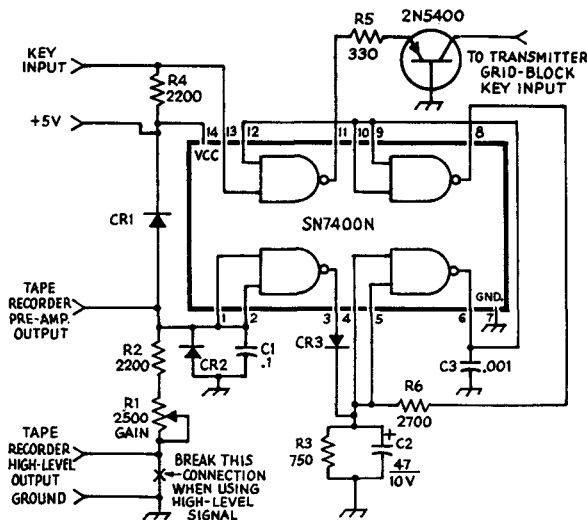 R5
330
2N5400
TO TRANSMITTER
GRID-BLOCK
KEY INPUT
KEY
INPUT
R4
2200
+5V
14 13 12 11 10 9 8
VCC
SN7400N
CR1
TAPE
RECORDER
PRE-AMP.
OUTPUT
GND.
1 2 3 4 5 6 7
R2
2200
CR2
C1
.1
CR3
C3 .001
R6
2700
R1
2500
GAIN
TAPE
RECORDER
HIGH-LEVEL
OUTPUT
GROUND
BREAK THIS
CONNECTION
WHEN USING
HIGH-LEVEL
SIGNAL
R3
750
+
C2
47
10V